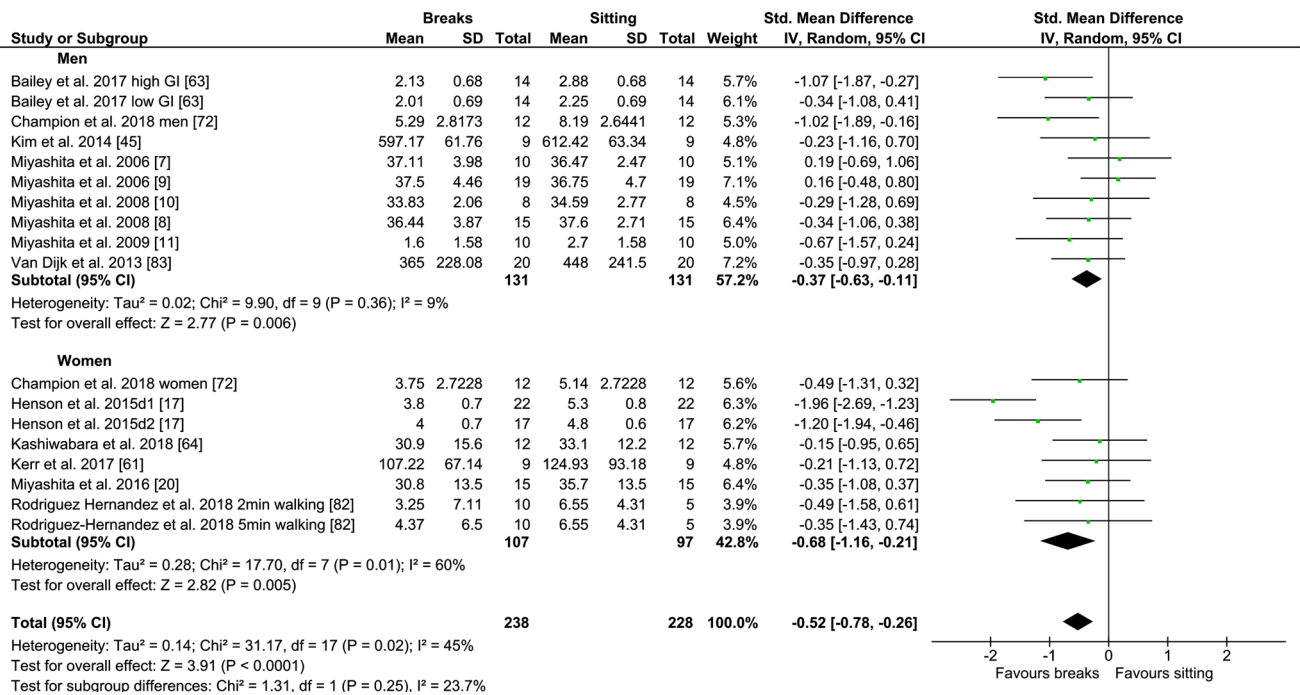 Breaks Sitting Std. Mean Difference Std. Mean Difference
Study or Subgroup Mean SD Total Mean SD Total Weight IV, Random, 95% CI IV, Random, 95% CI
Men
Bailey et al. 2017 high GI [63] 2.13 0.68 14 2.88 0.68 14 5.7% -1.07 [-1.87, -0.27]
Bailey et al. 2017 low GI [63] 2.01 0.69 14 2.25 0.69 14 6.1% -0.34 [-1.08, 0.41]
Champion et al. 2018 men [72] 5.29 2.8173 12 8.19 2.6441 12 5.3% -1.02 [-1.89, -0.16]
Kim et al. 2014 [45] 597.17 61.76 9 612.42 63.34 9 4.8% -0.23 [-1.16, 0.70]
Miyashita et al. 2006 [7] 37.11 3.98 10 36.47 2.47 10 5.1% 0.19 [-0.69, 1.06]
Miyashita et al. 2006 [9] 37.5 4.46 19 36.75 4.7 19 7.1% 0.16 [-0.48, 0.80]
Miyashita et al. 2008 [10] 33.83 2.06 8 34.59 2.77 8 4.5% -0.29 [-1.28, 0.69]
Miyashita et al. 2008 [8] 36.44 3.87 15 37.6 2.71 15 6.4% -0.34 [-1.06, 0.38]
Miyashita et al. 2009 [11] 1.6 1.58 10 2.7 1.58 10 5.0% -0.67 [-1.57, 0.24]
Van Dijk et al. 2013 [83] 365 228.08 20 448 241.5 20 7.2% -0.35 [-0.97, 0.28]
Subtotal (95% CI) 131 131 57.2% -0.37 [-0.63, -0.11]
Heterogeneity: Tau² = 0.02; Chi² = 9.90, df = 9 (P = 0.36); I² = 9%
Test for overall effect: Z = 2.77 (P = 0.006)
Women
Champion et al. 2018 women [72] 3.75 2.7228 12 5.14 2.7228 12 5.6% -0.49 [-1.31, 0.32]
Henson et al. 2015d1 [17] 3.8 0.7 22 5.3 0.8 22 6.3% -1.96 [-2.69, -1.23]
Henson et al. 2015d2 [17] 4 0.7 17 4.8 0.6 17 6.2% -1.20 [-1.94, -0.46]
Kashiwabara et al. 2018 [64] 30.9 15.6 12 33.1 12.2 12 5.7% -0.15 [-0.95, 0.65]
Kerr et al. 2017 [61] 107.22 67.14 9 124.93 93.18 9 4.8% -0.21 [-1.13, 0.72]
Miyashita et al. 2016 [20] 30.8 13.5 15 35.7 13.5 15 6.4% -0.35 [-1.08, 0.37]
Rodriguez Hernandez et al. 2018 2min walking [82] 3.25 7.11 10 6.55 4.31 5 3.9% -0.49 [-1.58, 0.61]
Rodriguez-Hernandez et al. 2018 5min walking [82] 4.37 6.5 10 6.55 4.31 5 3.9% -0.35 [-1.43, 0.74]
Subtotal (95% CI) 107 97 42.8% -0.68 [-1.16, -0.21]
Heterogeneity: Tau² = 0.28; Chi² = 17.70, df = 7 (P = 0.01); I² = 60%
Test for overall effect: Z = 2.82 (P = 0.005)
Total (95% CI) 238 228 100.0% -0.52 [-0.78, -0.26]
Heterogeneity: Tau² = 0.14; Chi² = 31.17, df = 17 (P = 0.02); I² = 45%
Test for overall effect: Z = 3.91 (P < 0.0001)
Test for subgroup differences: Chi² = 1.31, df = 1 (P = 0.25), I² = 23.7%
-2 -1 0 1 2
Favours breaks Favours sitting